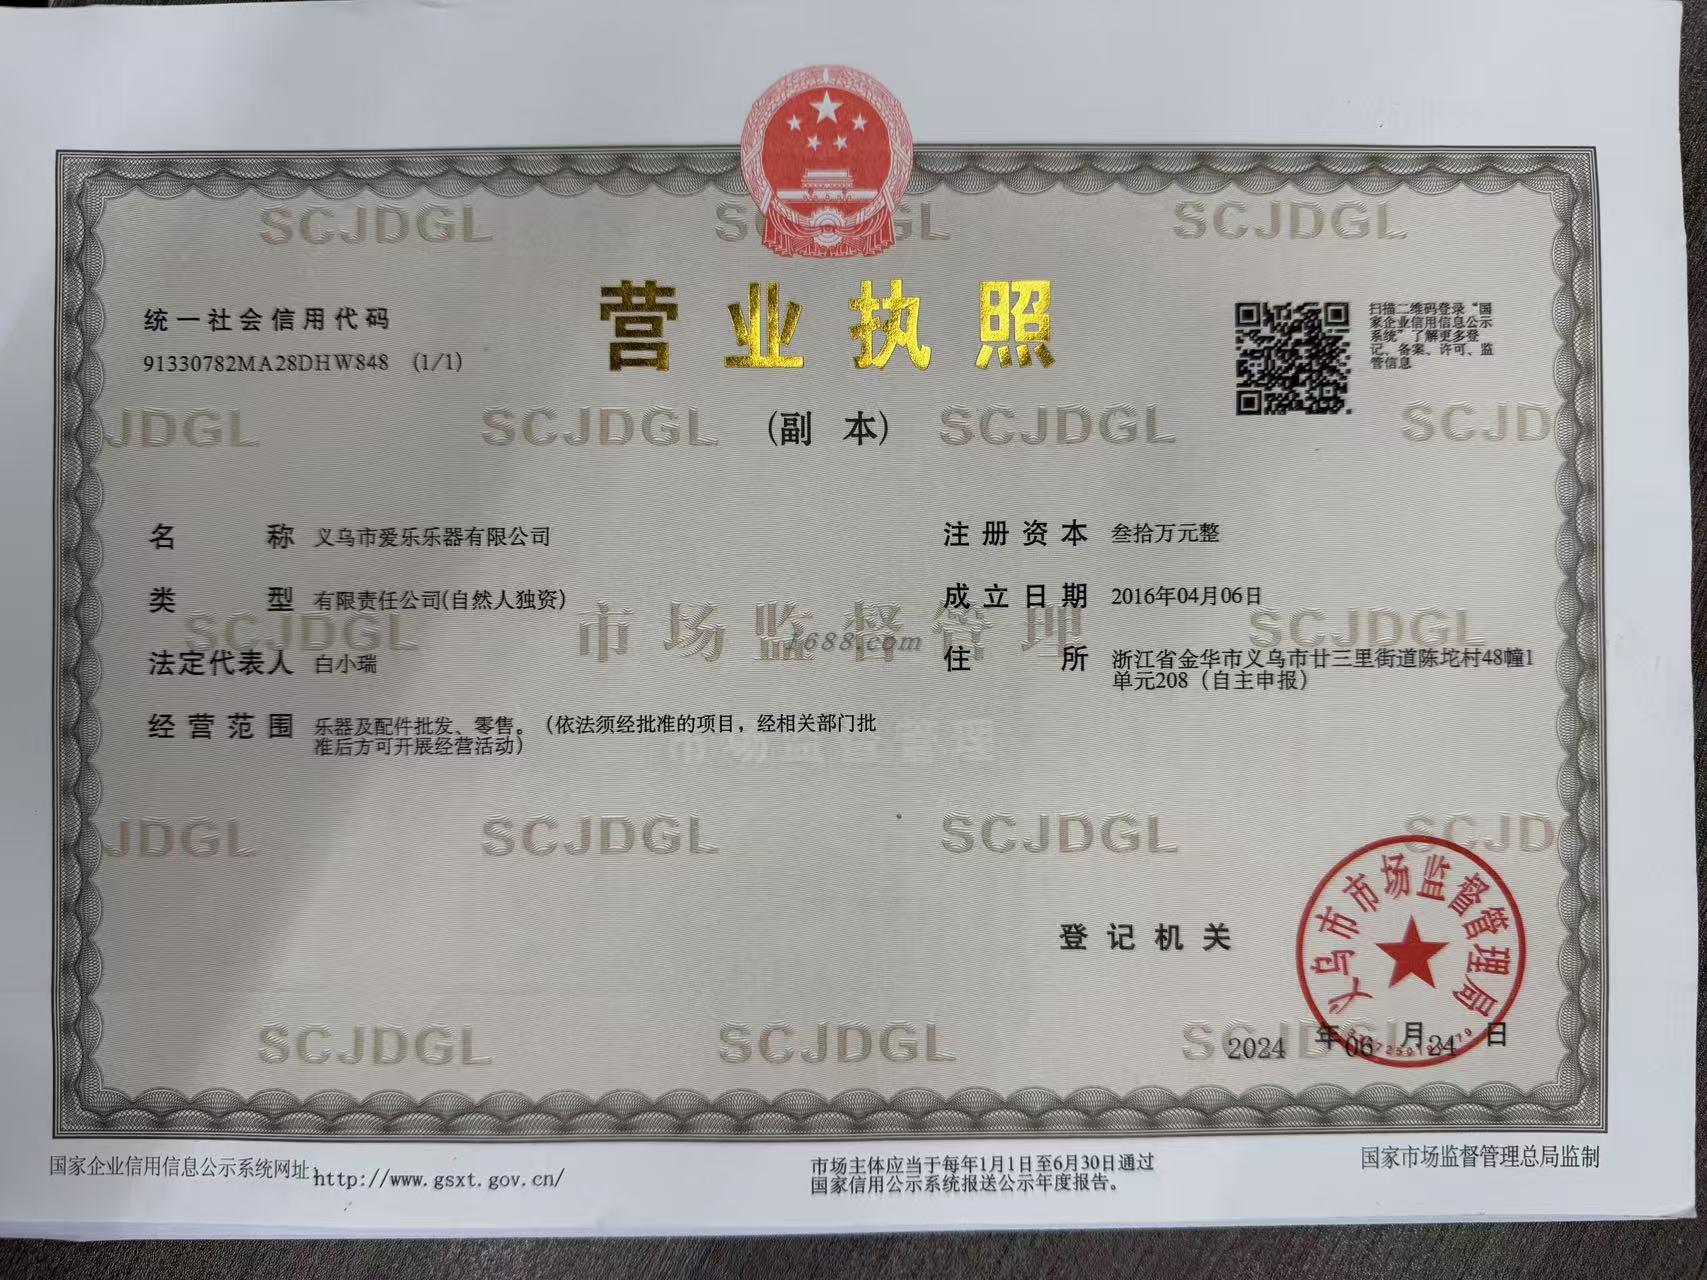 SCJDGL SCJDGL
统一社会信用代码
91330782MA28DHW848 (1/1)
营业执照
(副 本)
扫描二维码登录“国
家企业信用信息公示
系统”了解更多登
记、备案、许可、监
管信息
JDGL SCJDGL SCJDGL SCJD
名 称 义乌市爱乐乐器有限公司
类 型 有限责任公司(自然人独资)
法定代表人 白小瑞
经营范围 乐器及配件批发、零售。(依法须经批准的项目，经相关部门批
准后方可开展经营活动)
注册资本 叁拾万元整
成立日期 2016年04月06日
住 所 浙江省金华市义乌市廿三里街道陈坨村48幢1
单元208（自主申报）
SCJDGL 市场监督管理 SCJDGL
1688.com
JDGL SCJDGL SCJDGL SCJD
登记机关
义乌市市场监督管理局
2024 年 06 月 24 日
SCJDGL SCJDGL
国家企业信用信息公示系统网址:http://www.gsxt.gov.cn/
市场主体应当于每年1月1日至6月30日通过
国家信用公示系统报送公示年度报告。
国家市场监督管理总局监制